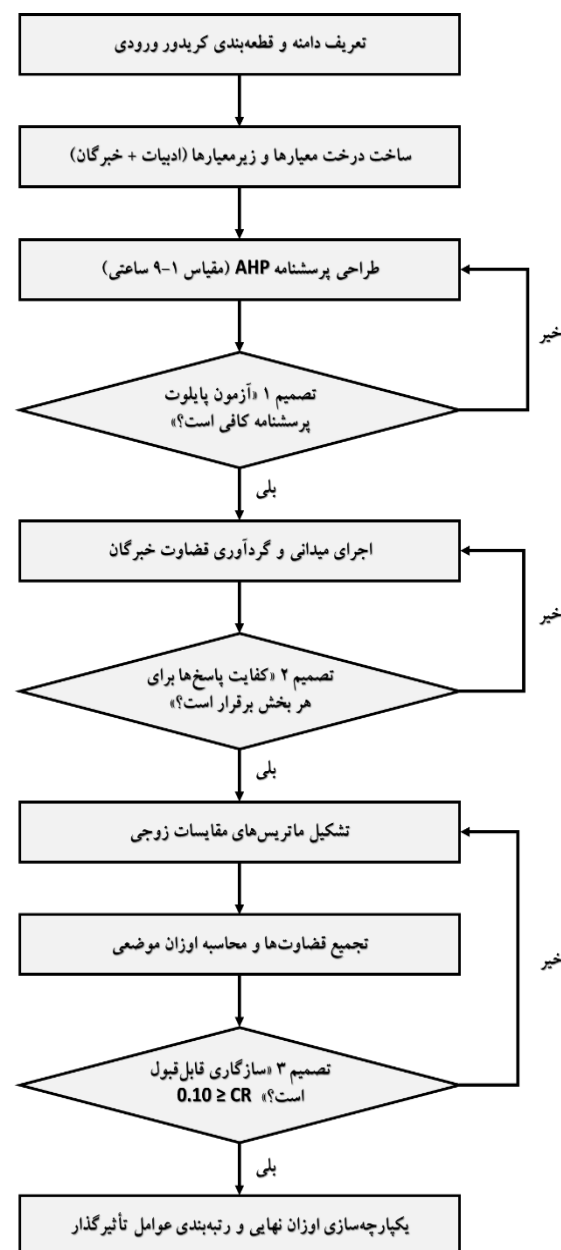 تعریف دامنه و قطعه‌بندی کریدور ورودی
ساخت درخت معیارها و زیرمعیارها (ادبیات + خبرگان)
طراحی پرسشنامه AHP (مقیاس ۱-۹ ساعتی)
خیر
تصمیم ۱ «آزمون پایلوت
پرسشنامه کافی است؟»
بلی
اجرای میدانی و گردآوری قضاوت خبرگان
خیر
تصمیم ۲ «کفایت پاسخ‌ها برای
هر بخش برقرار است؟»
بلی
تشکیل ماتریس‌های مقایسات زوجی
تجمیع قضاوت‌ها و محاسبه اوزان موضعی
خیر
تصمیم ۳ «سازگاری قابل‌قبول
است؟» 0.10 ≥ CR
بلی
یکپارچه‌سازی اوزان نهایی و رتبه‌بندی عوامل تأثیرگذار